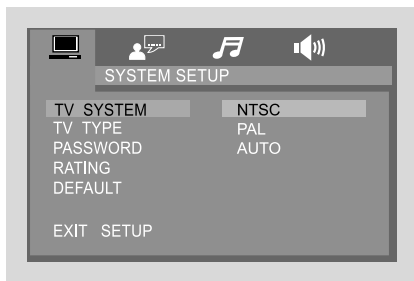 SYSTEM SETUP
TV SYSTEM NTSC
TV TYPE PAL
PASSWORD AUTO
RATING
DEFAULT
EXIT SETUP